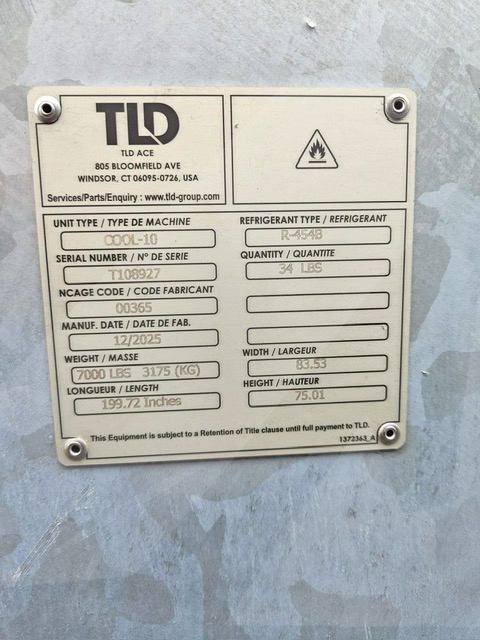 TLD
TLD ACE
805 BLOOMFIELD AVE
WINDSOR, CT 06095-0726, USA
Services/Parts/Enquiry : www.tld-group.com
UNIT TYPE / TYPE DE MACHINE
COOL-10
SERIAL NUMBER / Nº DE SERIE
T108927
NCAGE CODE / CODE FABRICANT
00365
MANUF. DATE / DATE DE FAB.
12/2025
WEIGHT / MASSE
7000 LBS 3175 (KG)
LONGUEUR / LENGTH
199.72 Inches
REFRIGERANT TYPE / REFRIGERANT
R-454B
QUANTITY / QUANTITE
34 LBS
WIDTH / LARGEUR
83.53
HEIGHT / HAUTEUR
75.01
This Equipment is subject to a Retention of Title clause until full payment to TLD.
1372363_A